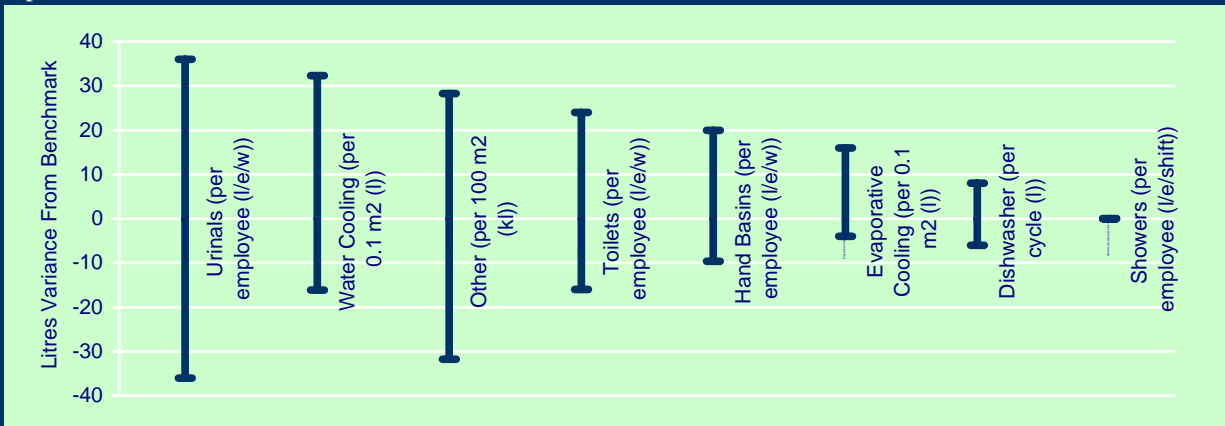 Litres Variance From Benchmark
40
30
20
10
0
-10
-20
-30
-40
Urinals (per
employee (l/e/w))
Water Cooling (per
0.1 m2 (l))
Other (per 100 m2
(kl))
Toilets (per
employee (l/e/w))
Hand Basins (per
employee (l/e/w))
Evaporative
Cooling (per 0.1
m2 (l))
Dishwasher (per
cycle (l))
Showers (per
employee (l/e/shift))